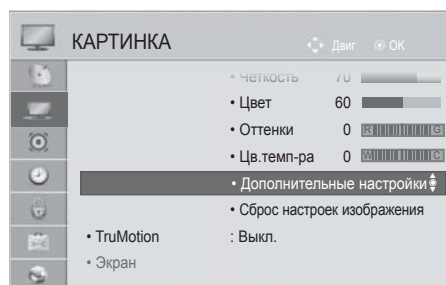 КАРТИНКА Двиг ОК
• Четкость 70
• Цвет 60
• Оттенки 0 R G
• Цв.темп-ра 0 W C
• Дополнительные настройки
• Сброс настроек изображения
• TruMotion : Выкл.
• Экран